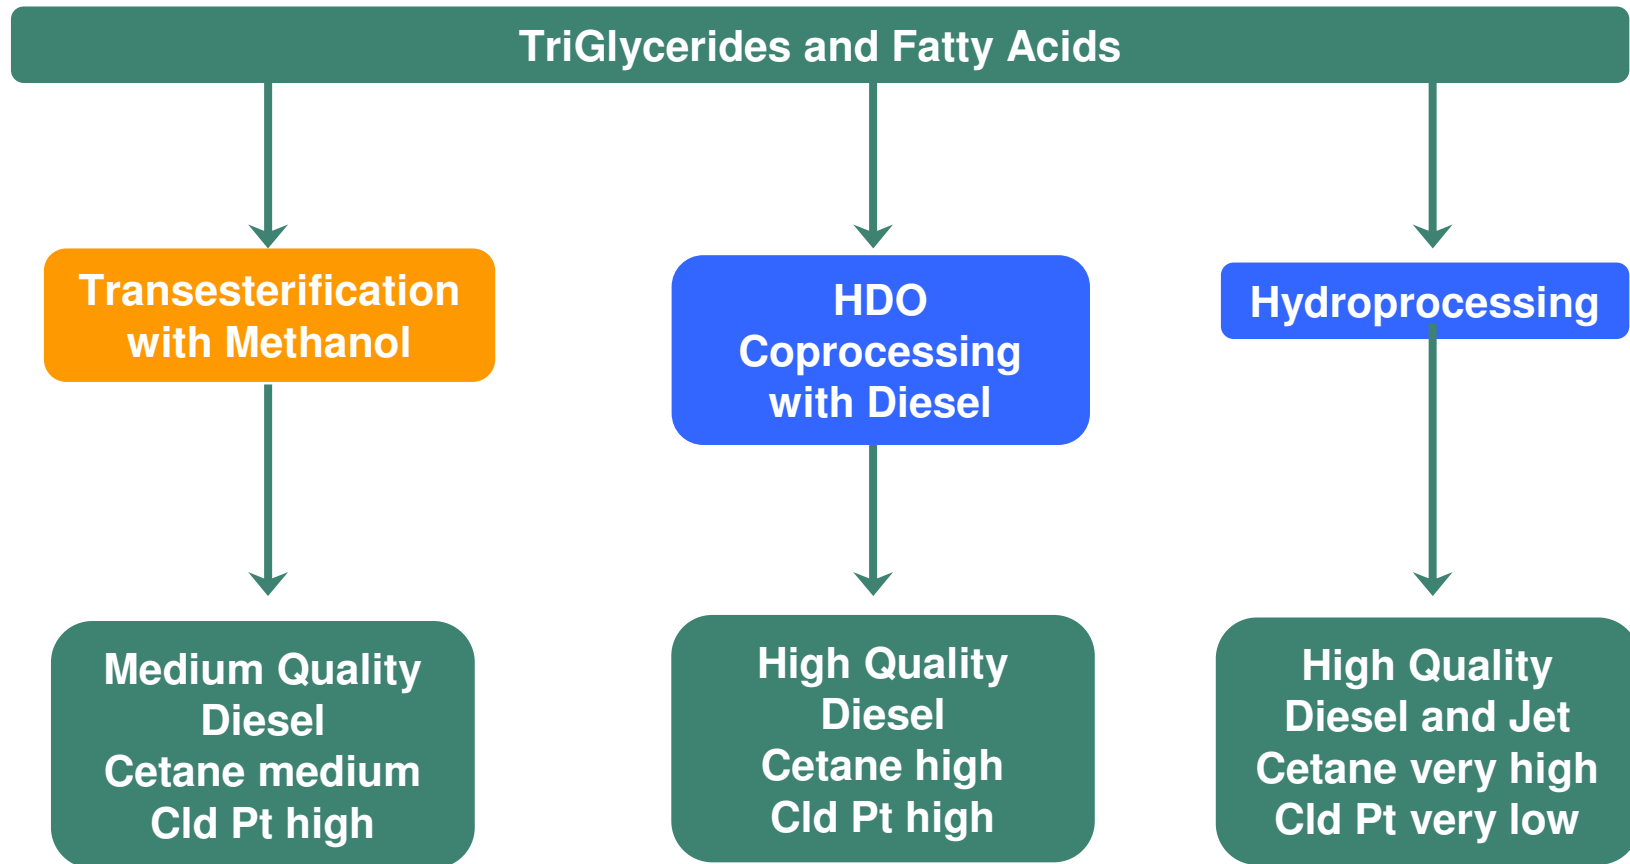 TriGlycerides and Fatty Acids
Transesterification
with Methanol
HDO
Coprocessing
with Diesel
Hydroprocessing
Medium Quality
Diesel
Cetane medium
Cld Pt high
High Quality
Diesel
Cetane high
Cld Pt high
High Quality
Diesel and Jet
Cetane very high
Cld Pt very low